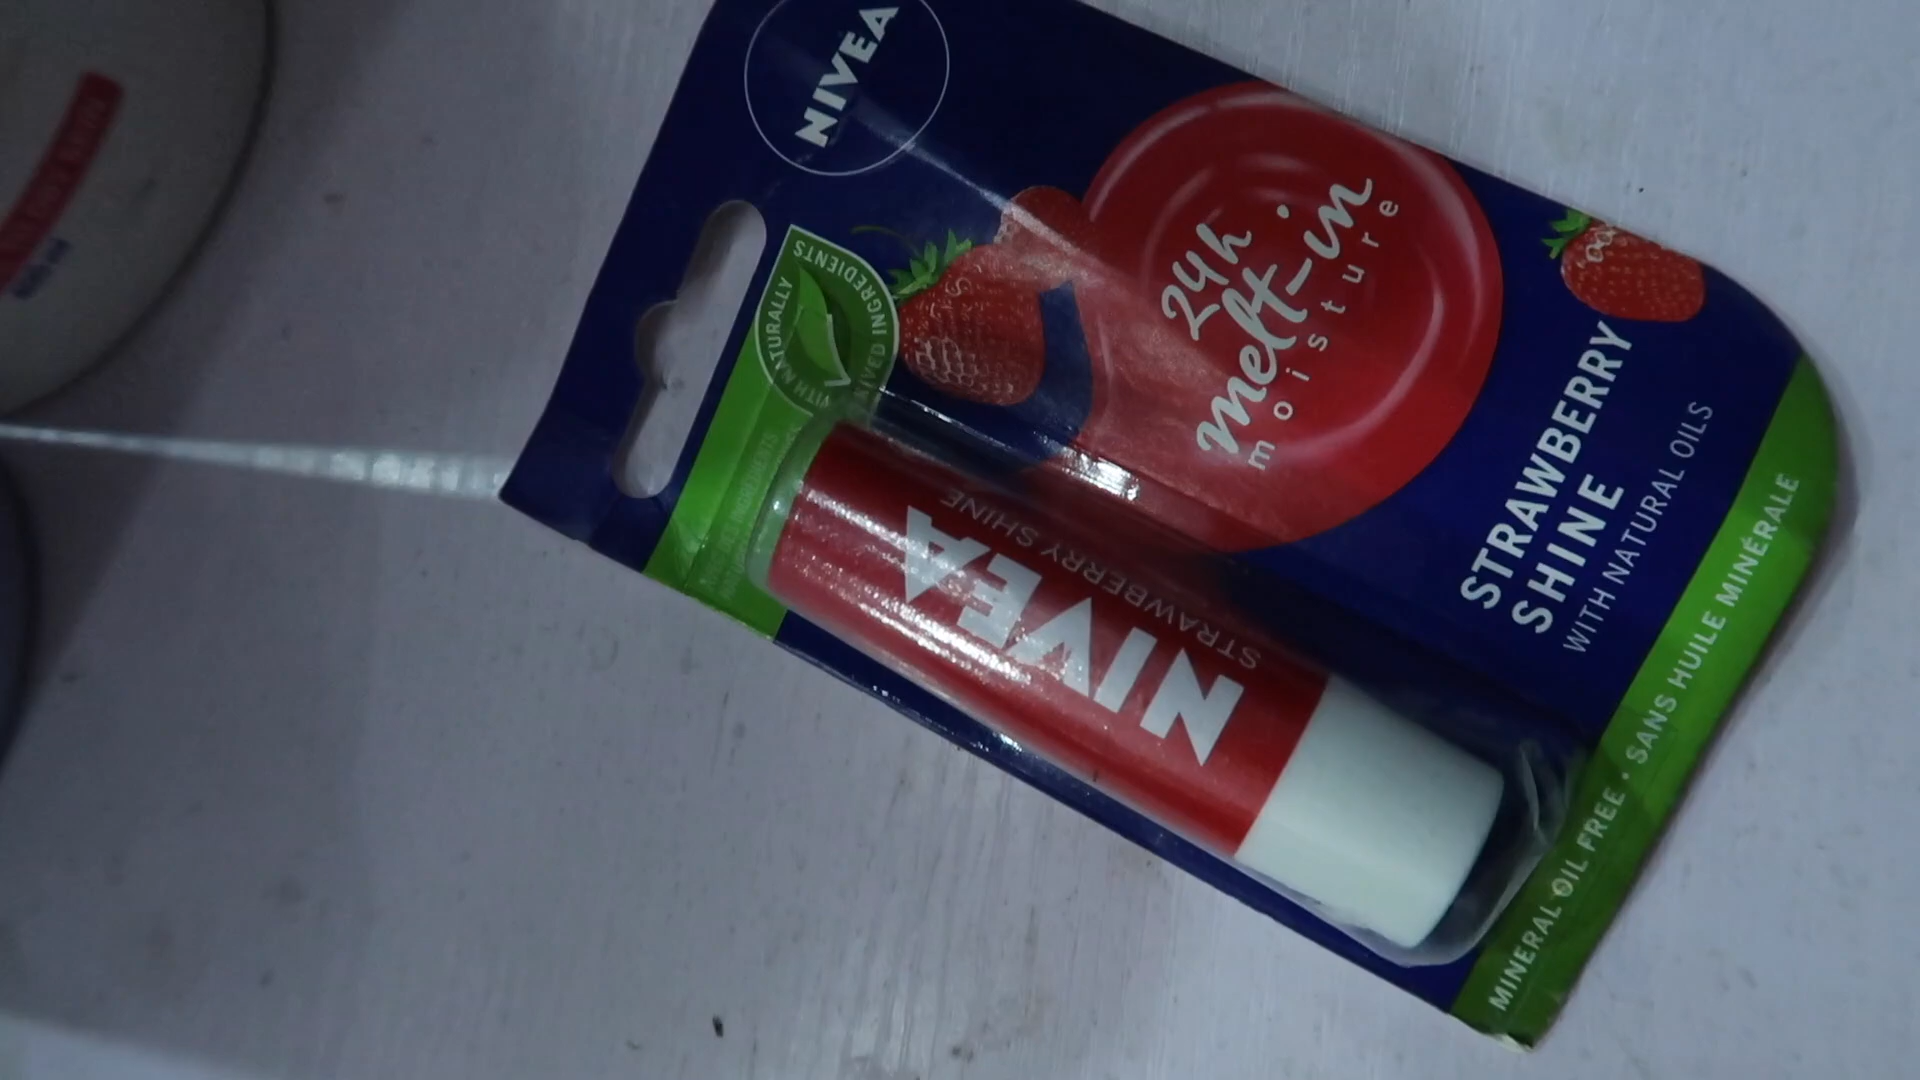 NIVEA
24h
melt-in
moisture
STRAWBERRY
SHINE
WITH NATURAL OILS
MINERAL OIL FREE • SANS HUILE MINÉRALE
WITH NATURALLY
INGREDIENTS
NIVEA
STRAWBERRY SHINE